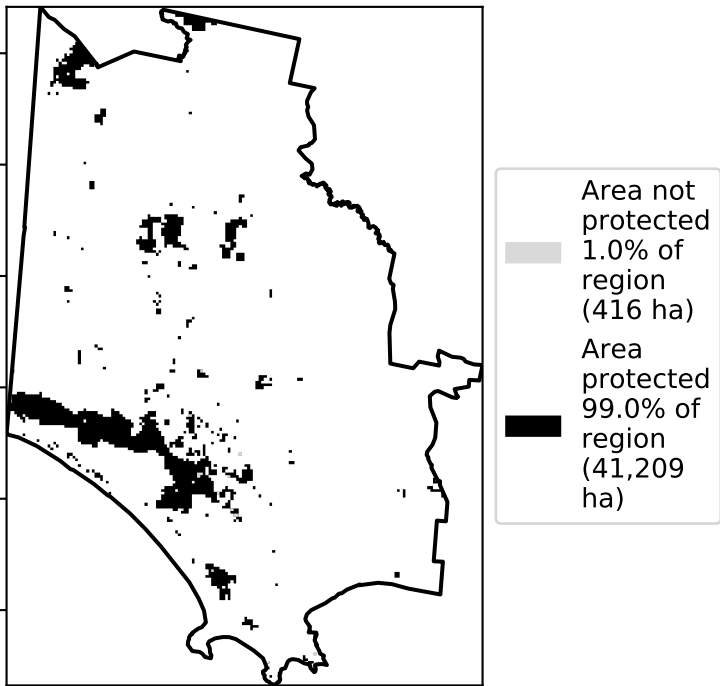 Area not
protected
1.0% of
region
(416 ha)
Area
protected
99.0% of
region
(41,209
ha)